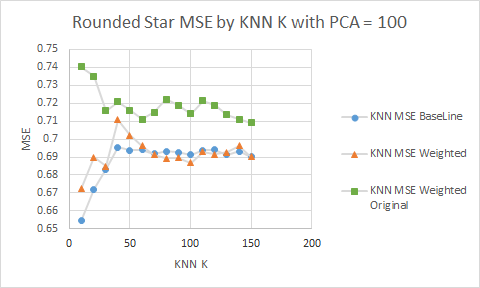 Rounded Star MSE by KNN K with PCA = 100
0.75
0.74
0.73
0.72
0.71
0.7
0.69
0.68
0.67
0.66
0.65
MSE
0 50 100 150 200
KNN K
KNN MSE BaseLine
KNN MSE Weighted
KNN MSE Weighted
Original